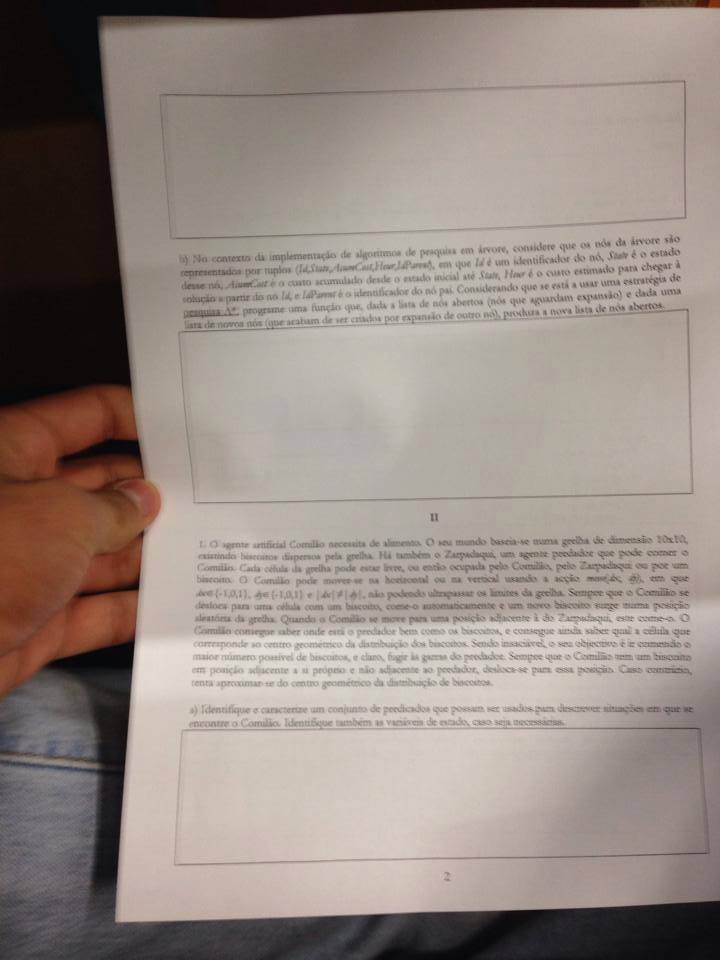 b) No contexto da implementação de algoritmos de pesquisa em árvore, considere que os nós da árvore são
representados por tuplos (Id,State,AcumCost,Heur,IdParent), em que Id é um identificador do nó, State é o estado
desse nó, AcumCost é o custo acumulado desde o estado inicial até State, Heur é o custo estimado para chegar à
solução a partir do nó Id, e IdParent é o identificador do nó pai. Considerando que se está a usar uma estratégia de
pesquisa A*, programe uma função que, dada a lista de nós abertos (nós que aguardam expansão) e dada uma
lista de novos nós (que acabam de ser criados por expansão de outro nó), produza a nova lista de nós abertos.
II
1. O agente artificial Comilão necessita de alimento. O seu mundo baseia-se numa grelha de dimensão 10x10,
existindo biscoitos dispersos pela grelha. Há também o Zarpadaqui, um agente predador que pode comer o
Comilão. Cada célula da grelha pode estar livre, ou então ocupada pelo Comilão, pelo Zarpadaqui ou por um
biscoito. O Comilão pode mover-se na horizontal ou na vertical usando a acção move(dx, dy), em que
dx∈{-1,0,1}, dy∈{-1,0,1} e |dx|≠|dy|, não podendo ultrapassar os limites da grelha. Sempre que o Comilão se
desloca para uma célula com um biscoito, come-o automaticamente e um novo biscoito surge numa posição
aleatória da grelha. Quando o Comilão se move para uma posição adjacente à do Zarpadaqui, este come-o. O
Comilão consegue saber onde está o predador bem como os biscoitos, e consegue ainda saber qual a célula que
corresponde ao centro geométrico da distribuição dos biscoitos. Sendo insaciável, o seu objectivo é ir comendo o
maior número possível de biscoitos, e claro, fugir às garras do predador. Sempre que o Comilão tem um biscoito
em posição adjacente a si próprio e não adjacente ao predador, desloca-se para essa posição. Caso contrário,
tenta aproximar-se do centro geométrico da distribuição de biscoitos.
a) Identifique e caracterize um conjunto de predicados que possam ser usados para descrever situações em que se
encontre o Comilão. Identifique também as variáveis de estado, caso seja necessárias.
2